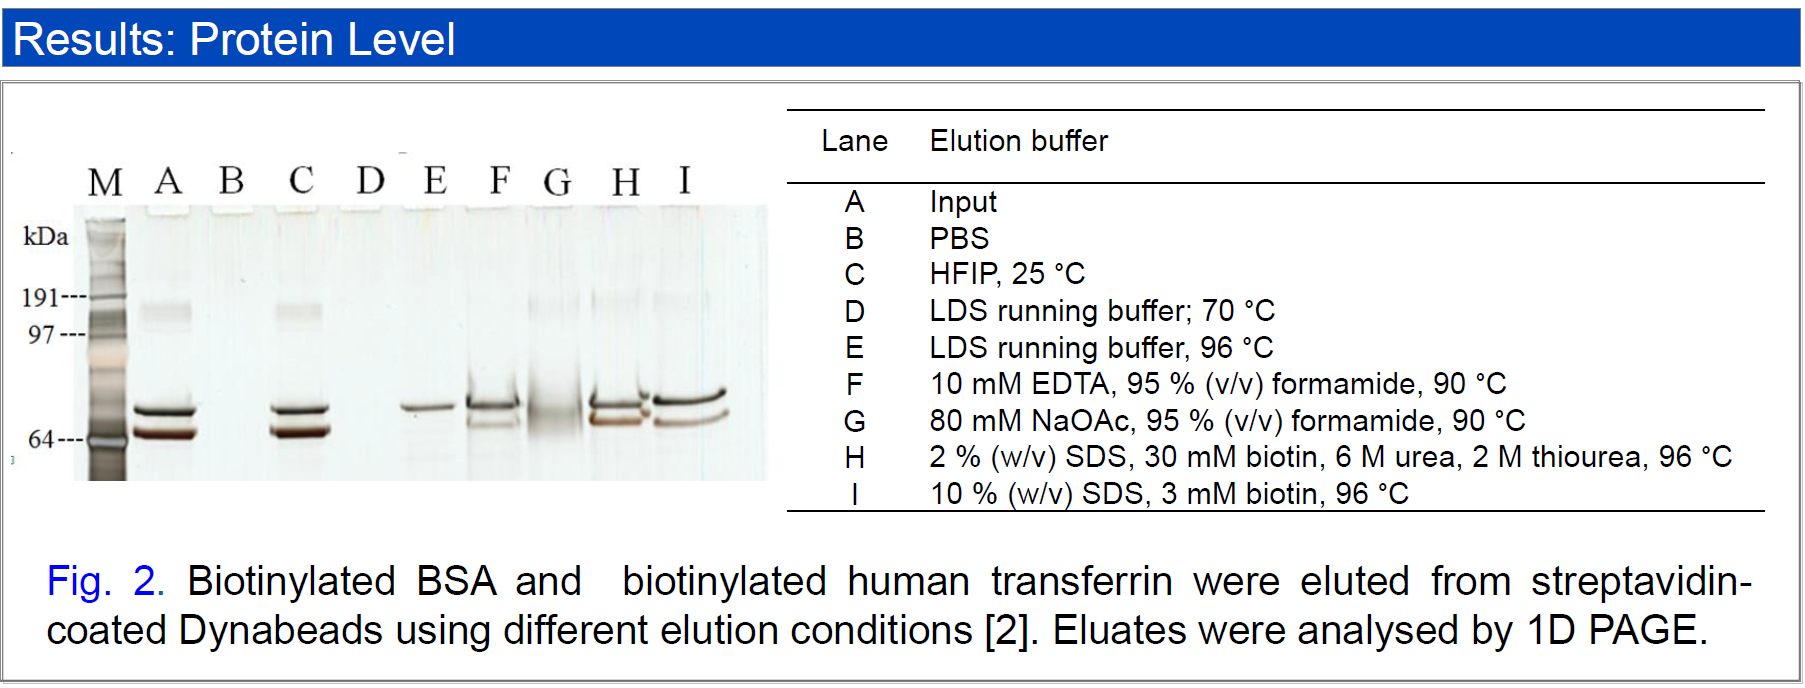 Results: Protein Level
M A B C D E F G H I
kDa
191---
97 ---
64---
Lane Elution buffer
A Input
B PBS
C HFIP, 25 °C
D LDS running buffer; 70 °C
E LDS running buffer, 96 °C
F 10 mM EDTA, 95 % (v/v) formamide, 90 °C
G 80 mM NaOAc, 95 % (v/v) formamide, 90 °C
H 2 % (w/v) SDS, 30 mM biotin, 6 M urea, 2 M thiourea, 96 °C
I 10 % (w/v) SDS, 3 mM biotin, 96 °C
Fig. 2. Biotinylated BSA and biotinylated human transferrin were eluted from streptavidin-
coated Dynabeads using different elution conditions [2]. Eluates were analysed by 1D PAGE.